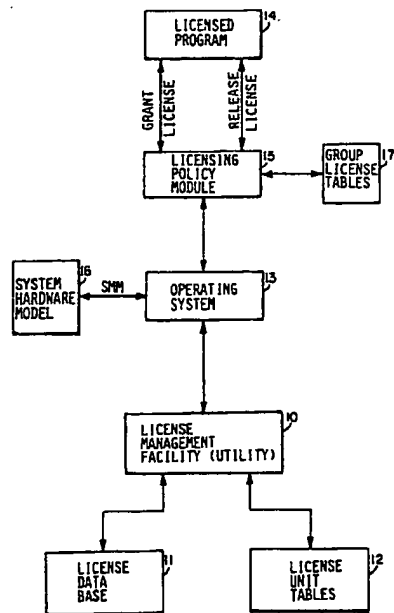 LICENSED
PROGRAM
14
GRANT
LICENSE
RELEASE
LICENSE
LICENSING
POLICY
MODULE
15
GROUP
LICENSE
TABLES
17
SYSTEM
HARDWARE
MODEL
16
SMM
OPERATING
SYSTEM
13
LICENSE
MANAGEMENT
FACILITY (UTILITY)
10
LICENSE
DATA
BASE
11
LICENSE
UNIT
TABLES
12